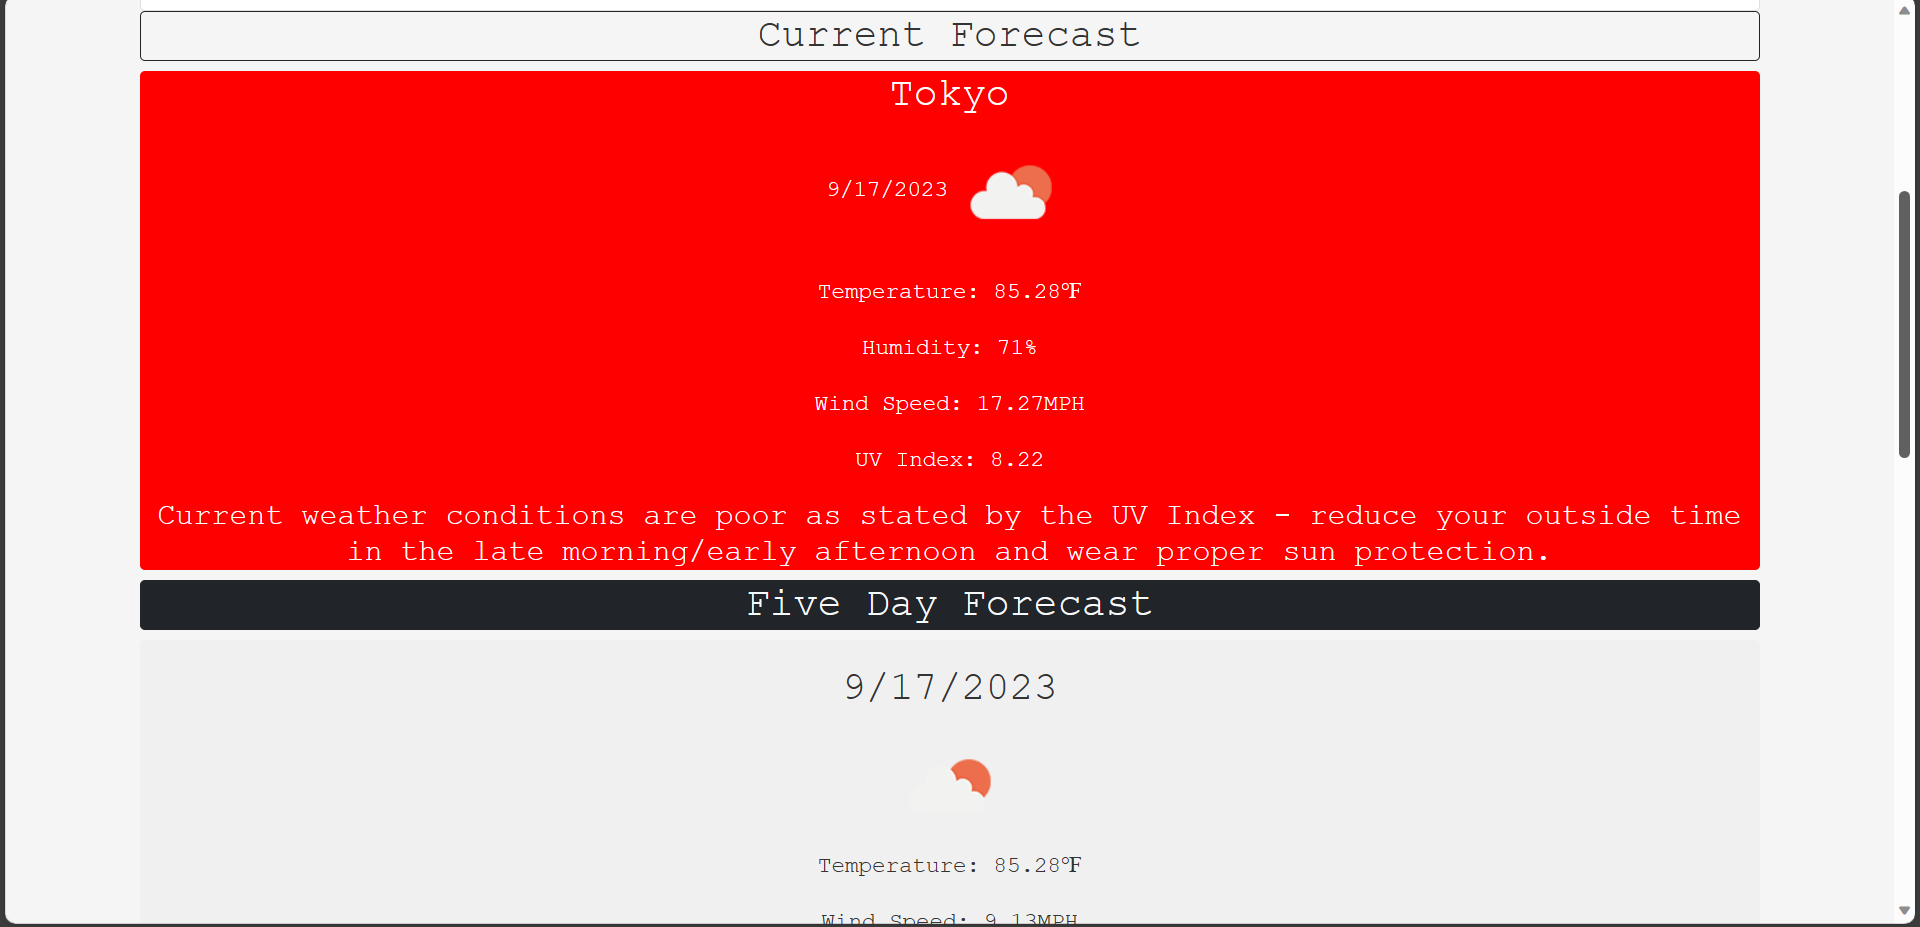 Current Forecast
Tokyo
9/17/2023
Temperature: 85.28℉
Humidity: 71%
Wind Speed: 17.27MPH
UV Index: 8.22
Current weather conditions are poor as stated by the UV Index - reduce your outside time
in the late morning/early afternoon and wear proper sun protection.
Five Day Forecast
9/17/2023
Temperature: 85.28℉
Wind Speed: 9.13MPH